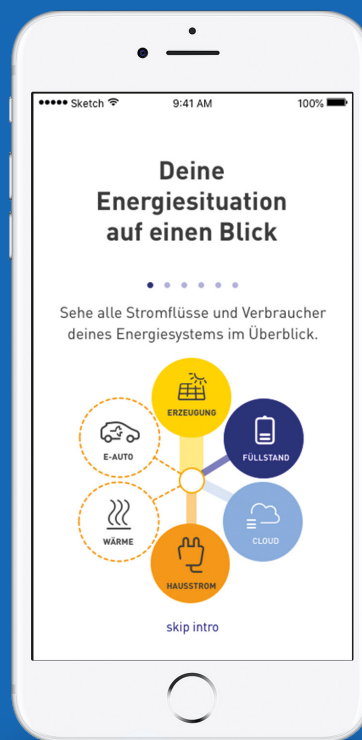 Sketch 9:41 AM 100%
Deine
Energiesituation
auf einen Blick
Sehe alle Stromflüsse und Verbraucher
deines Energiesystems im Überblick.
ERZEUGUNG
E-AUTO
FÜLLSTAND
WÄRME
CLOUD
HAUSSTROM
skip intro